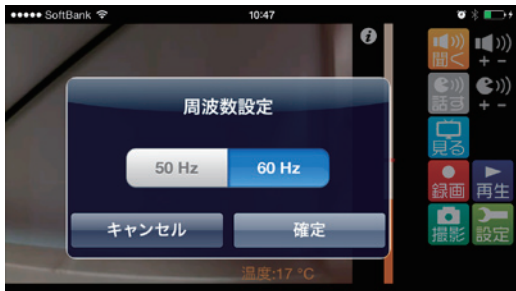 SoftBank
10:47
周波数設定
50 Hz
60 Hz
キャンセル
確定
温度:17 °C
聞く
+ -
話す
+ -
見る
録画
再生
撮影
設定